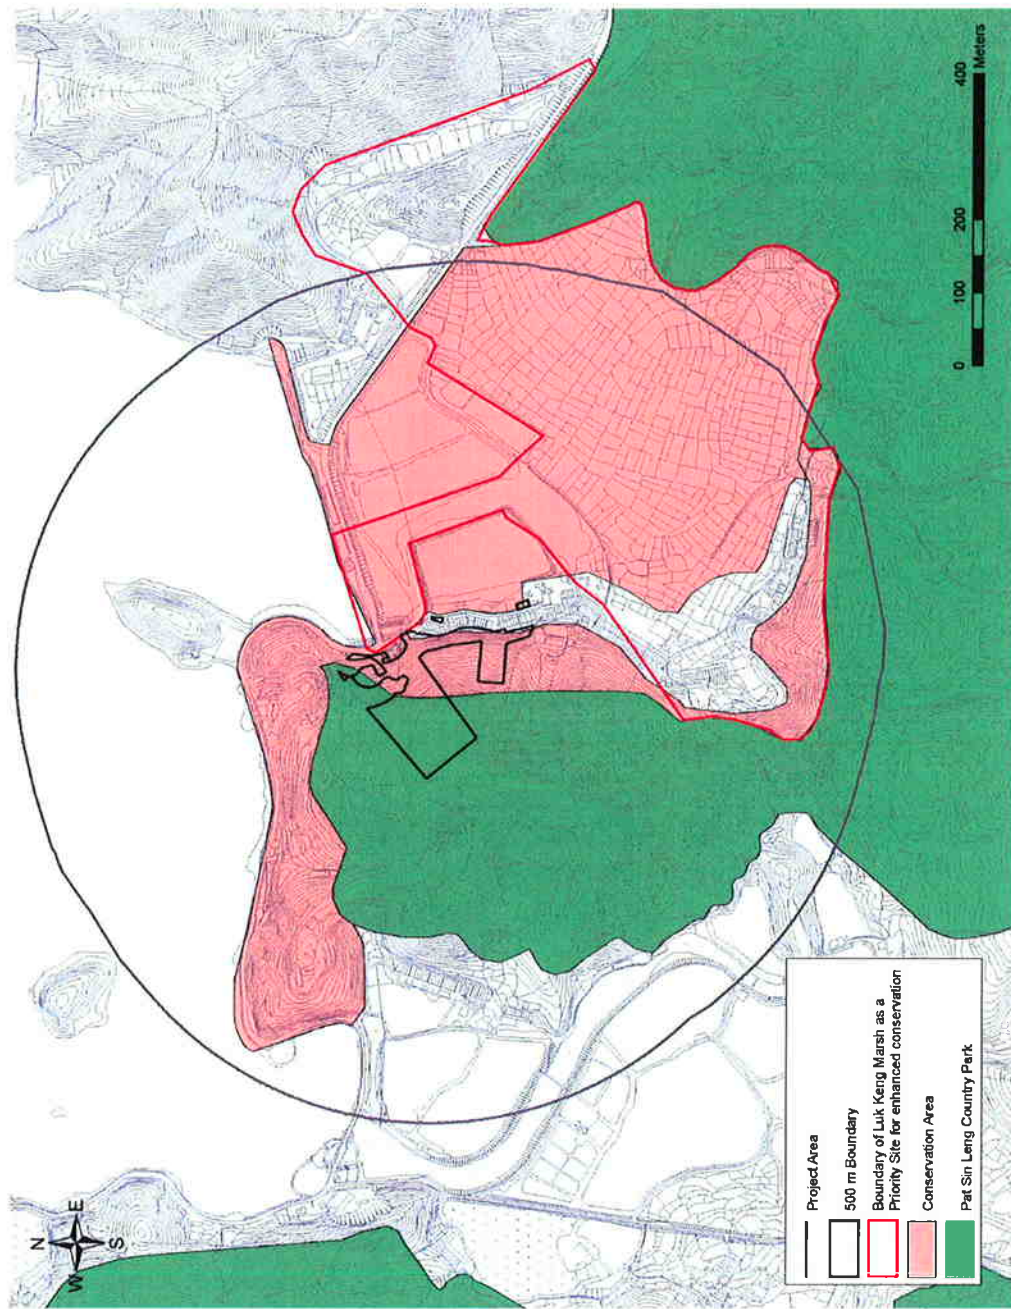 N
W E
S
Project Area
500 m Boundary
Boundary of Luk Keng Marsh as a
Priority Site for enhanced conservation
Conservation Area
Pat Sin Leng Country Park
0 100 200 400
Meters